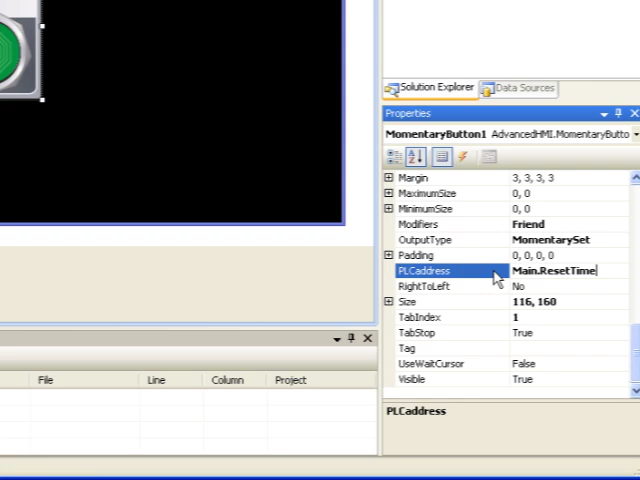 Solution Explorer Data Sources
Properties
MomentaryButton1 AdvancedHMI.MomentaryButto
Margin 3, 3, 3, 3
MaximumSize 0, 0
MinimumSize 0, 0
Modifiers Friend
OutputType MomentarySet
Padding 0, 0, 0, 0
PLCaddress Main.ResetTime
RightToLeft No
Size 116, 160
TabIndex 1
TabStop True
Tag
UseWaitCursor False
Visible True
File Line Column Project
PLCaddress